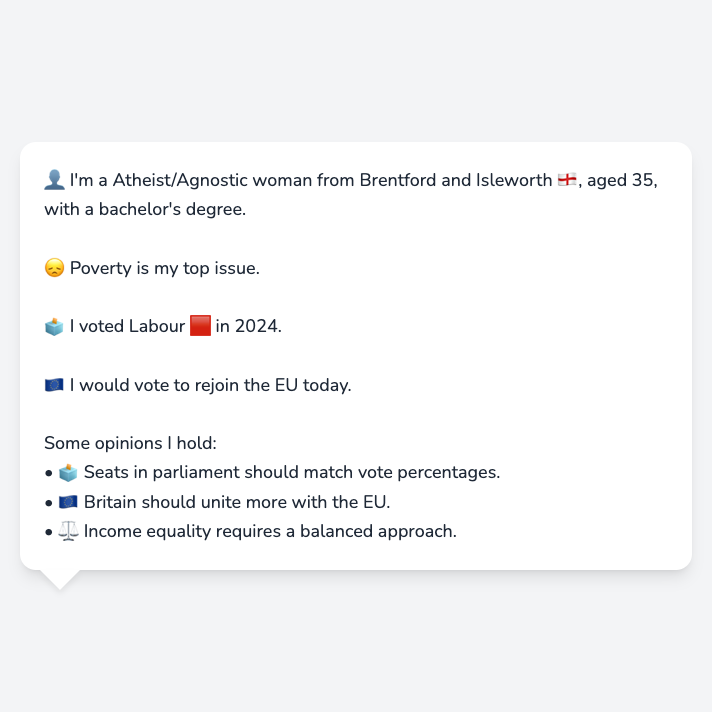 👤 I'm a Atheist/Agnostic woman from Brentford and Isleworth 🏴󠁧󠁢󠁥󠁮󠁧󠁿, aged 35,
with a bachelor's degree.
😞 Poverty is my top issue.
🗳️ I voted Labour 🟥 in 2024.
🇪🇺 I would vote to rejoin the EU today.
Some opinions I hold:
• 🗳️ Seats in parliament should match vote percentages.
• 🇪🇺 Britain should unite more with the EU.
• ⚖️ Income equality requires a balanced approach.